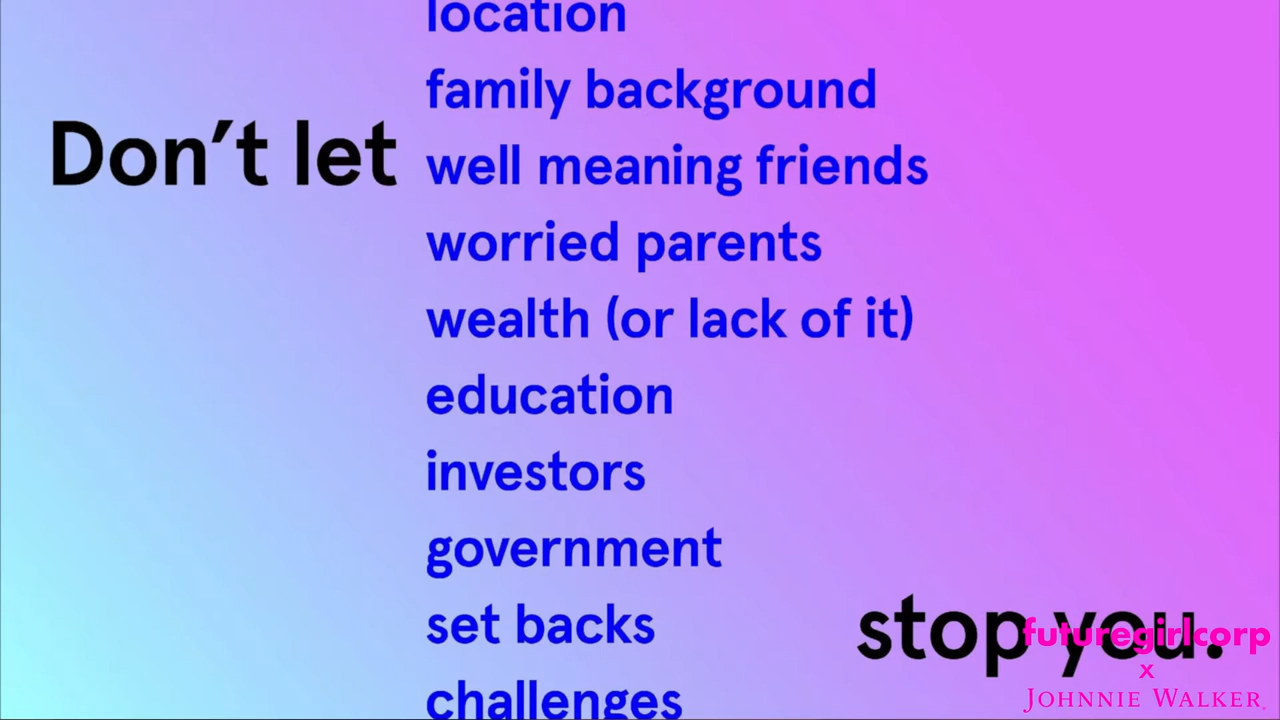 Don't let
location
family background
well meaning friends
worried parents
wealth (or lack of it)
education
investors
government
set backs
challenges
stop you.
futuregirlcorp
x
JOHNNIE WALKER.